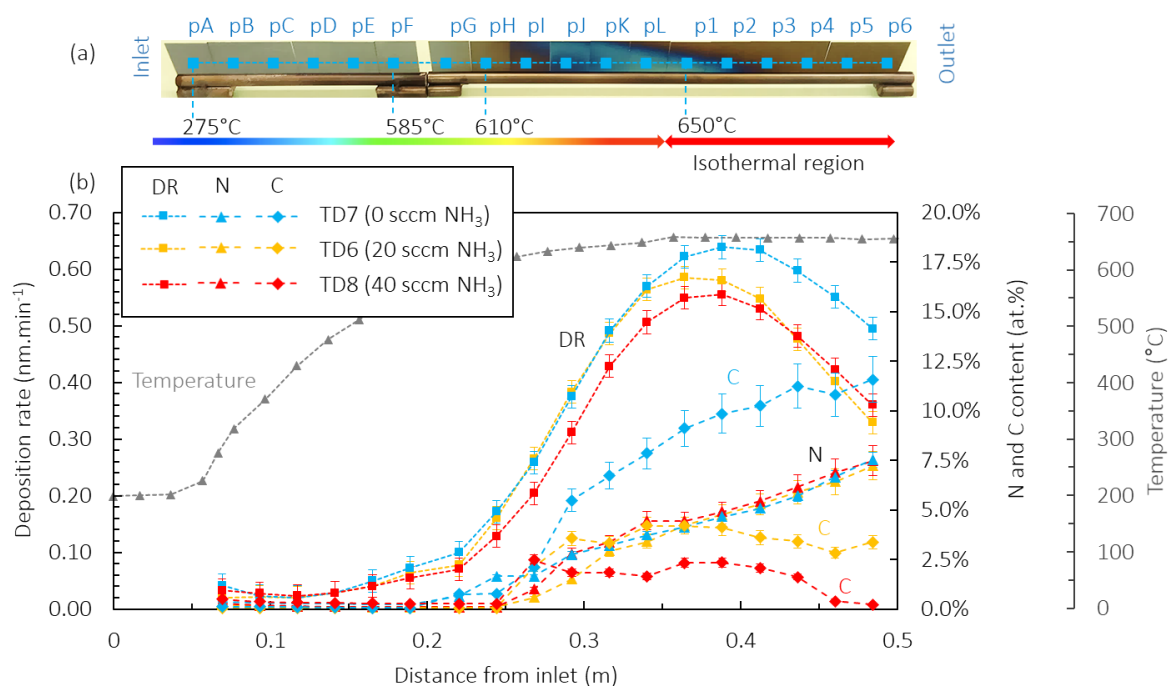 pA pB pC pD pE pF pG pH pI pJ pK pL p1 p2 p3 p4 p5 p6
(a)
Inlet
Outlet
275°C 585°C 610°C 650°C
Isothermal region
(b)
DR N C
TD7 (0 sccm NH₃)
TD6 (20 sccm NH₃)
TD8 (40 sccm NH₃)
0.70
0.60
0.50
0.40
0.30
0.20
0.10
0.00
Deposition rate (nm.min⁻¹)
Temperature
DR
C
N
C
C
20.0%
17.5%
15.0%
12.5%
10.0%
7.5%
5.0%
2.5%
0.0%
N and C content (at.%)
700
600
500
400
300
200
100
0
Temperature (°C)
0 0.1 0.2 0.3 0.4 0.5
Distance from inlet (m)